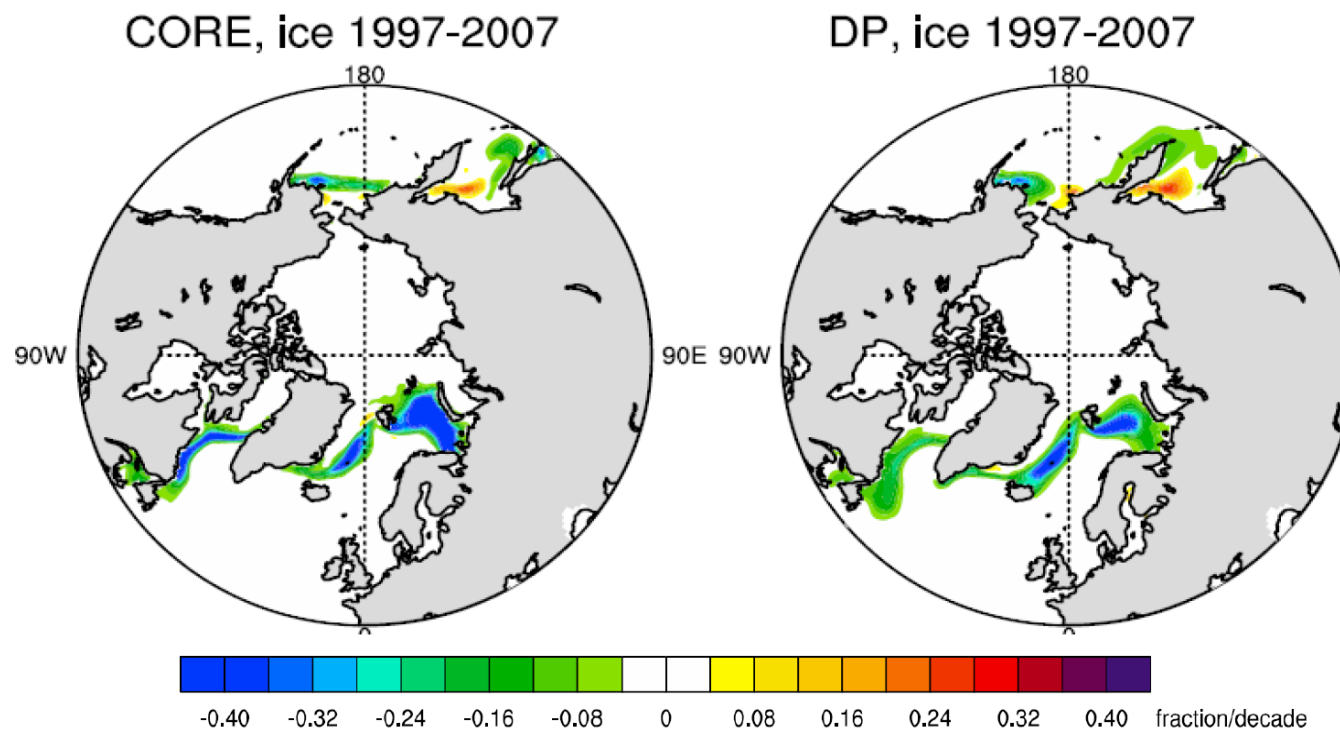 CORE, ice 1997-2007
DP, ice 1997-2007
180
180
90W
90E
90W
0
0
-0.40
-0.32
-0.24
-0.16
-0.08
0
0.08
0.16
0.24
0.32
0.40
fraction/decade